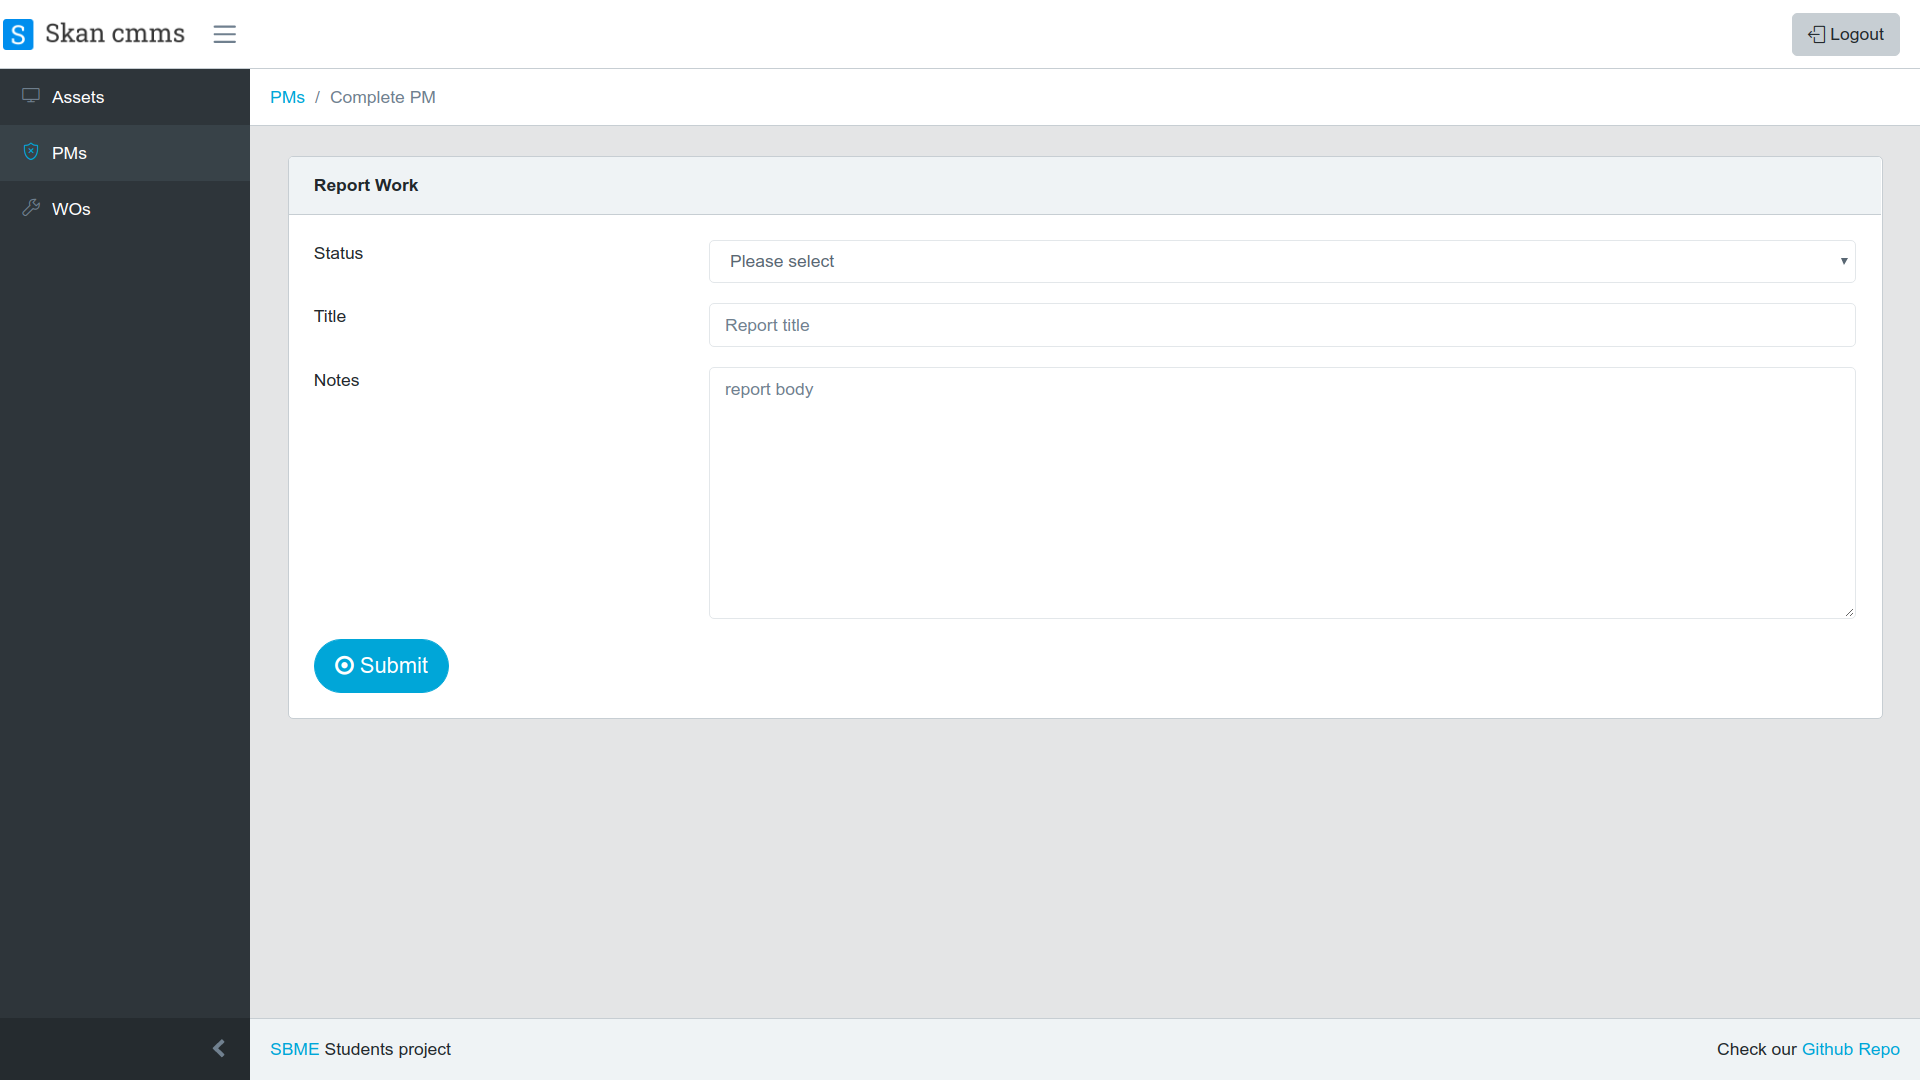 S Skan cmms
Logout
Assets
PMs
WOs
PMs / Complete PM
Report Work
Status
Please select
Title
Report title
Notes
report body
Submit
SBME Students project
Check our Github Repo